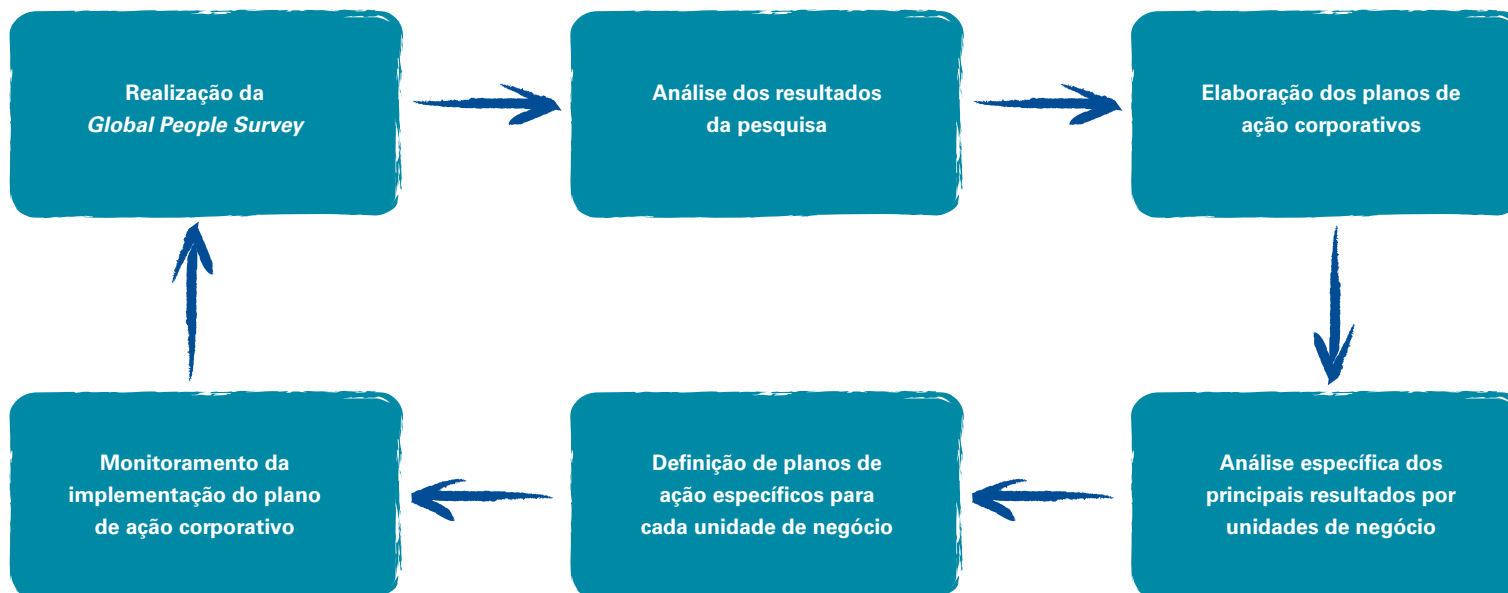 Realização da
Global People Survey
Análise dos resultados
da pesquisa
Elaboração dos planos de
ação corporativos
Monitoramento da
implementação do plano
de ação corporativo
Definição de planos de
ação específicos para
cada unidade de negócio
Análise específica dos
principais resultados por
unidades de negócio